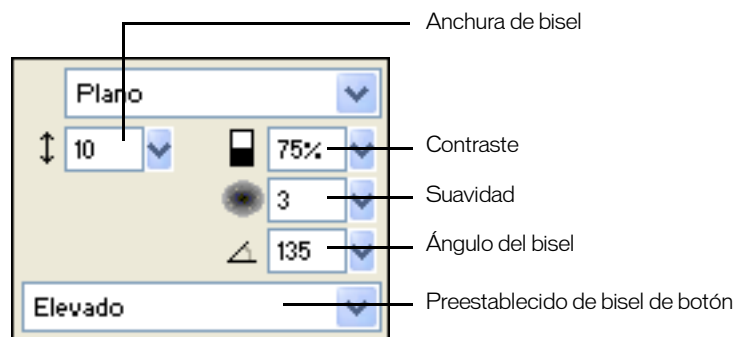 Anchura de bisel
Plano
10
75%
Contraste
3
Suavidad
135
Ángulo del bisel
Elevado
Preestablecido de bisel de botón